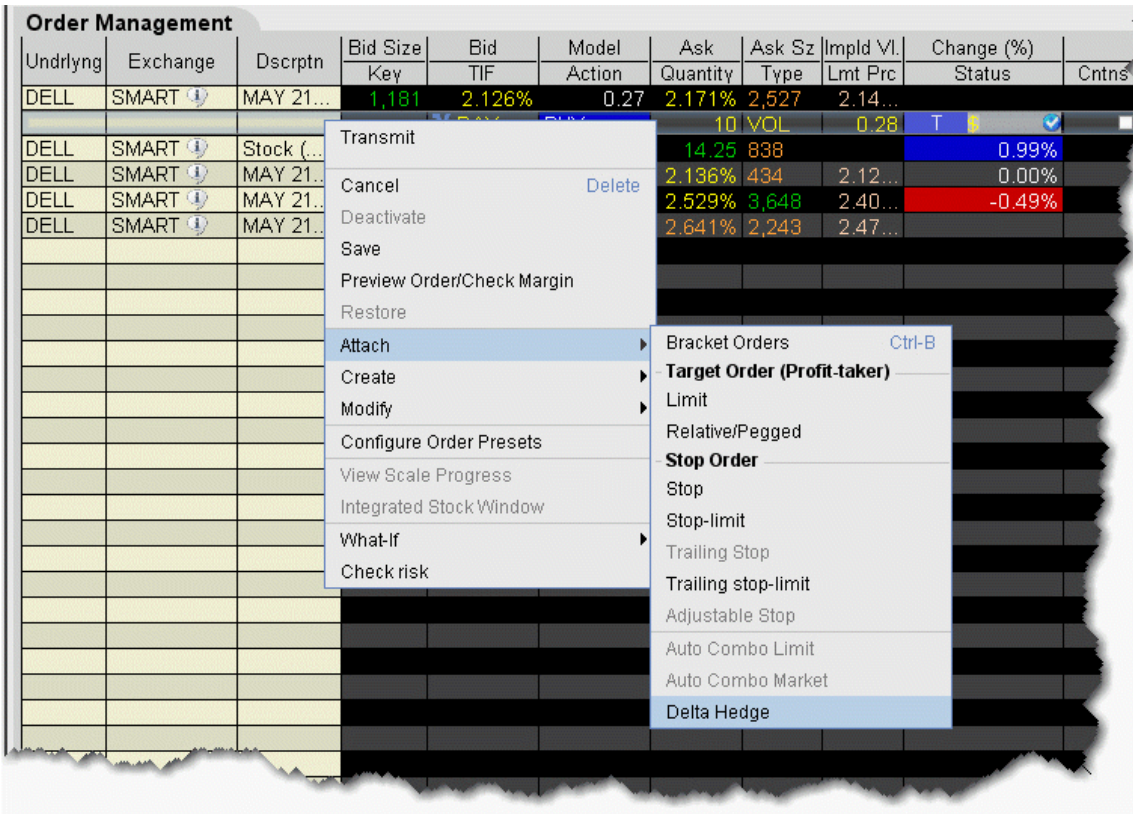 Order Management
Undrlyng Exchange Dscrptn Bid Size Bid Model Ask Ask Sz Impld Vl. Change (%)
Key TIF Action Quantity Type Lmt Prc Status Cntns
DELL SMART MAY 21... 1,181 2.126% 0.27 2.171% 2,527 2.14...
10 VOL 0.28 T $
DELL SMART Stock (... 14.25 838 0.99%
DELL SMART MAY 21... 2.136% 434 2.12... 0.00%
DELL SMART MAY 21... 2.529% 3,648 2.40... -0.49%
DELL SMART MAY 21... 2.641% 2,243 2.47...
Transmit
Cancel Delete
Deactivate
Save
Preview Order/Check Margin
Restore
Attach
Create
Modify
Configure Order Presets
View Scale Progress
Integrated Stock Window
What-If
Check risk
Bracket Orders Ctrl-B
Target Order (Profit-taker)
Limit
Relative/Pegged
Stop Order
Stop
Stop-limit
Trailing Stop
Trailing stop-limit
Adjustable Stop
Auto Combo Limit
Auto Combo Market
Delta Hedge